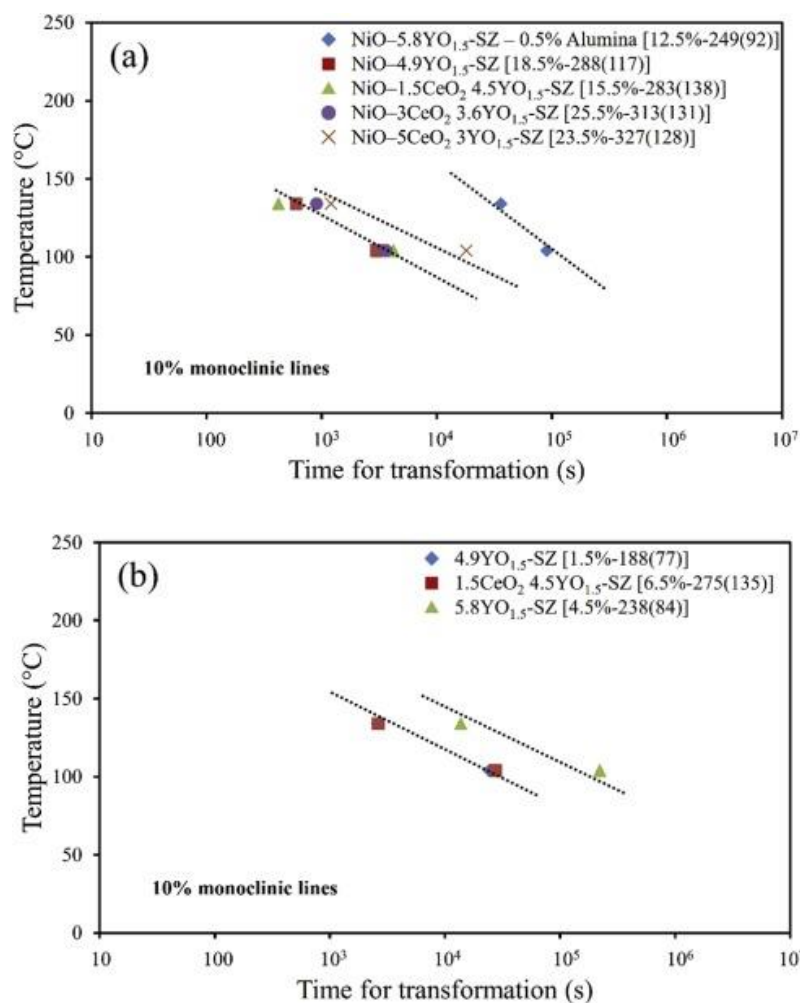 (a)
NiO–5.8YO1.5-SZ – 0.5% Alumina [12.5%-249(92)]
NiO–4.9YO1.5-SZ [18.5%-288(117)]
NiO–1.5CeO2 4.5YO1.5-SZ [15.5%-283(138)]
NiO–3CeO2 3.6YO1.5-SZ [25.5%-313(131)]
NiO–5CeO2 3YO1.5-SZ [23.5%-327(128)]
250
200
150
100
50
0
Temperature (°C)
10% monoclinic lines
10 100 10³ 10⁴ 10⁵ 10⁶ 10⁷
Time for transformation (s)
(b)
4.9YO1.5-SZ [1.5%-188(77)]
1.5CeO2 4.5YO1.5-SZ [6.5%-275(135)]
5.8YO1.5-SZ [4.5%-238(84)]
250
200
150
100
50
0
Temperature (°C)
10% monoclinic lines
10 100 10³ 10⁴ 10⁵ 10⁶ 10⁷
Time for transformation (s)